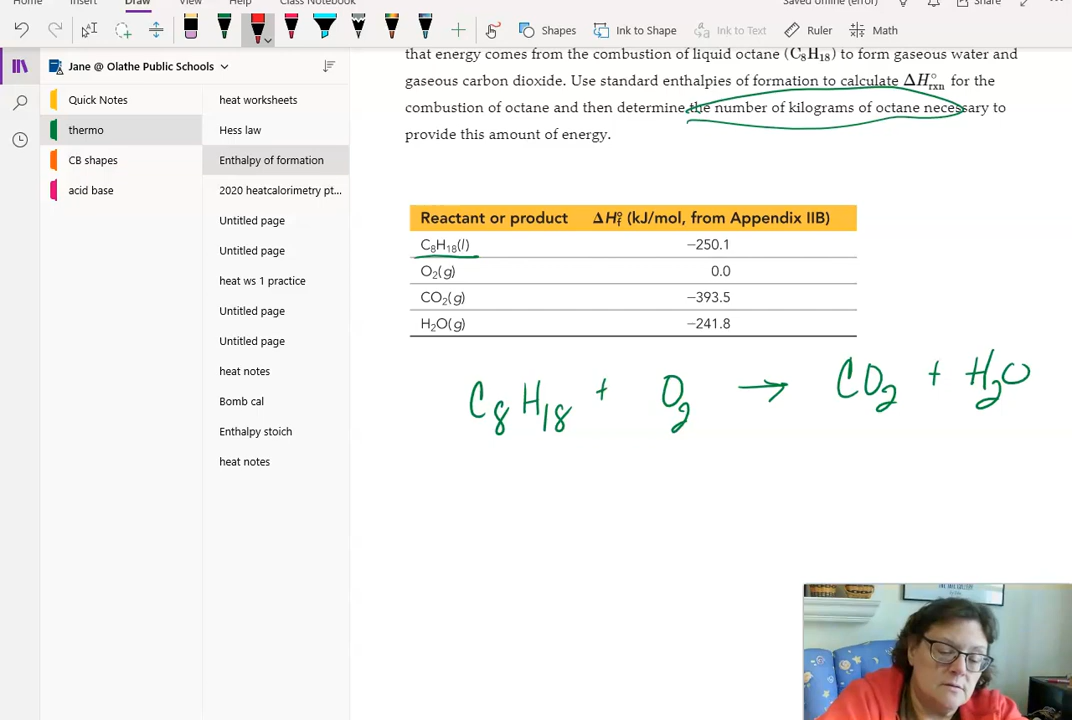 Home Insert Draw View Help Class Notebook Saved offline (error) Share
Shapes Ink to Shape Ink to Text Ruler Math
that energy comes from the combustion of liquid octane (C₈H₁₈) to form gaseous water and
Jane @ Olathe Public Schools
gaseous carbon dioxide. Use standard enthalpies of formation to calculate ΔH°rxn for the
combustion of octane and then determine the number of kilograms of octane necessary to
provide this amount of energy.
Quick Notes
thermo
CB shapes
acid base
heat worksheets
Hess law
Enthalpy of formation
2020 heatcalorimetry pt...
Untitled page
Untitled page
heat ws 1 practice
Untitled page
Untitled page
heat notes
Bomb cal
Enthalpy stoich
heat notes
Reactant or product ΔH°f (kJ/mol, from Appendix IIB)
C₈H₁₈(l) −250.1
O₂(g) 0.0
CO₂(g) −393.5
H₂O(g) −241.8
C₈H₁₈ + O₂ → CO₂ + H₂O